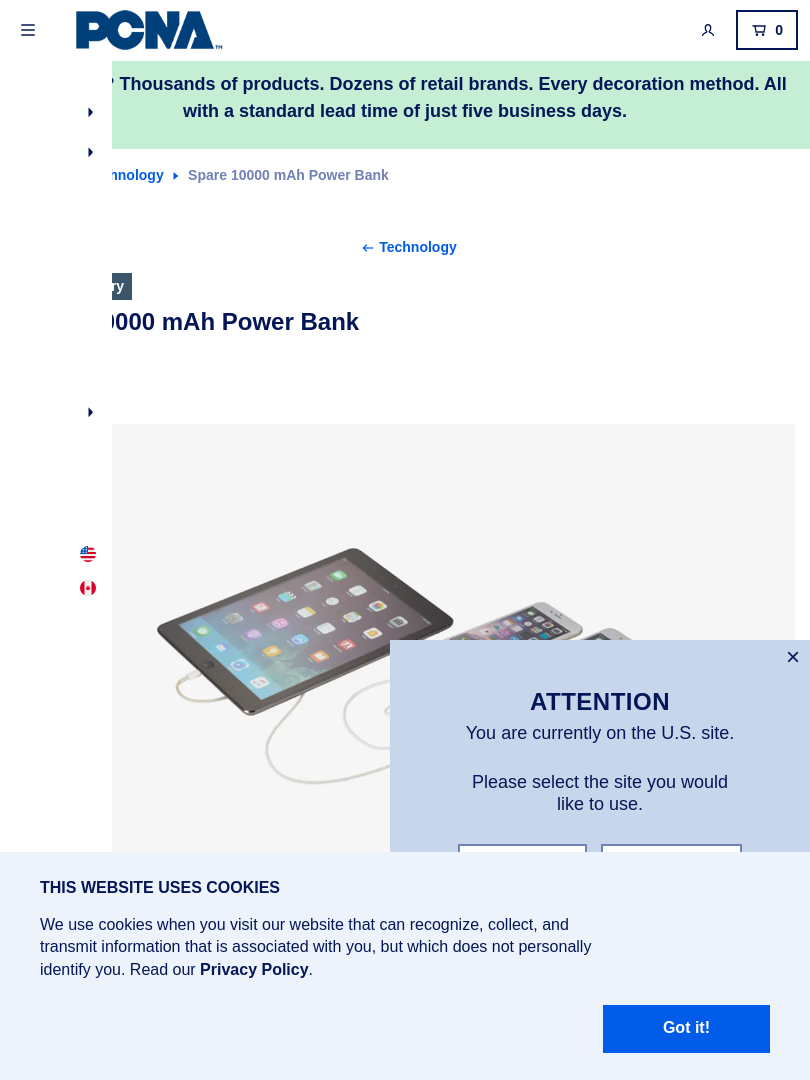 PCNA™
0
Thousands of products. Dozens of retail brands. Every decoration method. All
with a standard lead time of just five business days.
Spare 10000 mAh Power Bank
Technology
mAh Power Bank
ATTENTION
You are currently on the U.S. site.
Please select the site you would
like to use.
THIS WEBSITE USES COOKIES
We use cookies when you visit our website that can recognize, collect, and
transmit information that is associated with you, but which does not personally
identify you. Read our Privacy Policy.
Got it!